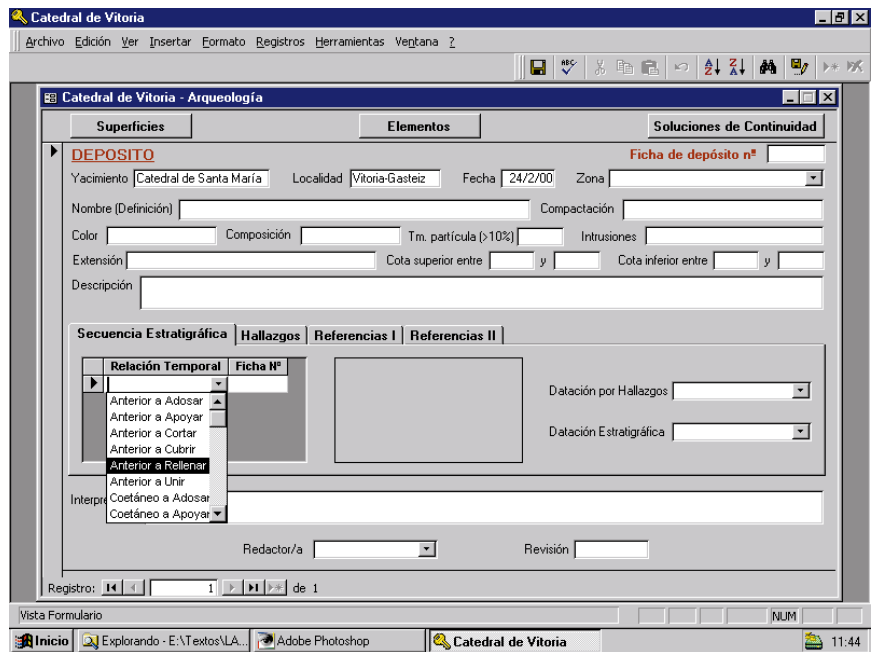 Catedral de Vitoria
Archivo Edición Ver Insertar Formato Registros Herramientas Ventana ?
Catedral de Vitoria - Arqueología
Superficies Elementos Soluciones de Continuidad
DEPOSITO Ficha de depósito nº
Yacimiento Catedral de Santa María Localidad Vitoria-Gasteiz Fecha 24/2/00 Zona
Nombre (Definición) Compactación
Color Composición Tm. partícula (>10%) Intrusiones
Extensión Cota superior entre y Cota inferior entre y
Descripción
Secuencia Estratigráfica Hallazgos Referencias I Referencias II
Relación Temporal Ficha Nº
Anterior a Adosar
Anterior a Apoyar
Anterior a Cortar
Anterior a Cubrir
Anterior a Rellenar
Anterior a Unir
Coetáneo a Adosar
Coetáneo a Apoyar
Datación por Hallazgos
Datación Estratigráfica
Interpre
Redactor/a Revisión
Registro: 1 de 1
Vista Formulario NUM
Inicio Explorando - E:\Textos\LA... Adobe Photoshop Catedral de Vitoria 11:44